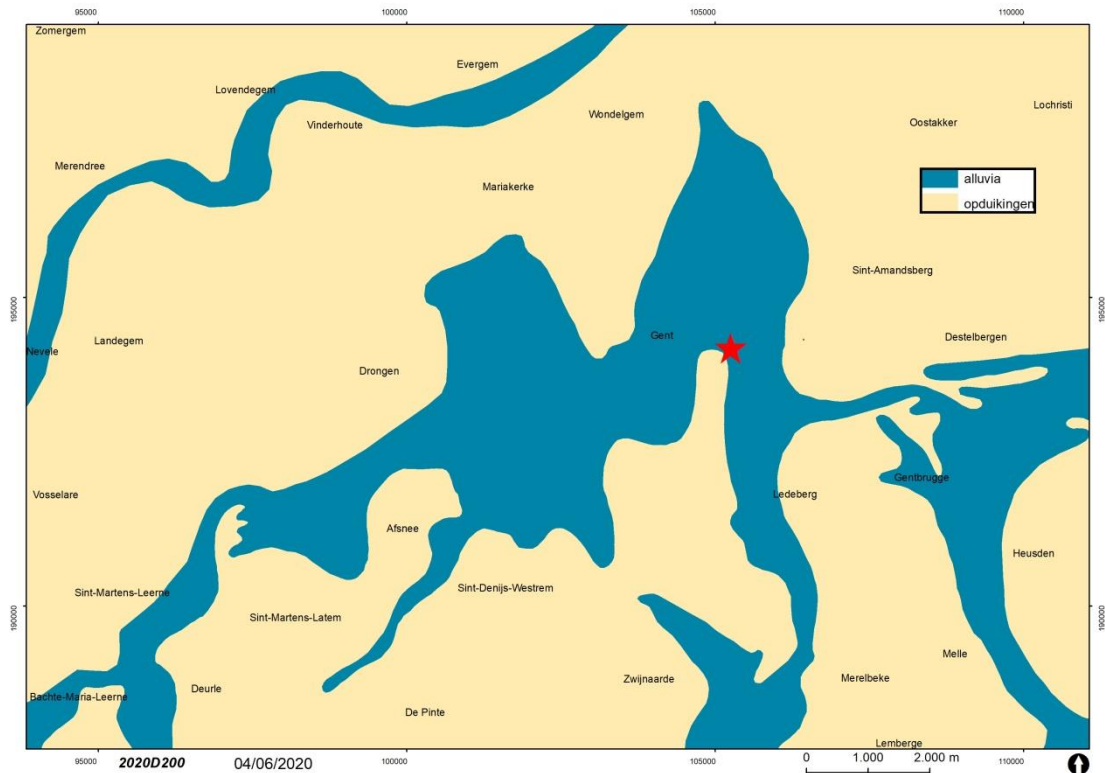 95000 100000 105000 110000
Zomergem
Evergem
Lovendegem
Lochristi
Wondelgem
Oostakker
Vinderhoute
Merendree
alluvia
Mariakerke
opduikingen
Sint-Amandsberg
195000 195000
Gent
Destelbergen
Landegem
Nevele
Drongen
Gentbrugge
Vosselare
Ledeberg
Afsnee
Heusden
Sint-Denijs-Westrem
Sint-Martens-Leerne
190000 190000
Sint-Martens-Latem
Melle
Zwijnaarde
Merelbeke
Deurle
Bachte-Maria-Leerne
De Pinte
Lemberge
95000 100000 105000 110000
2020D200 04/06/2020
0 1.000 2.000 m